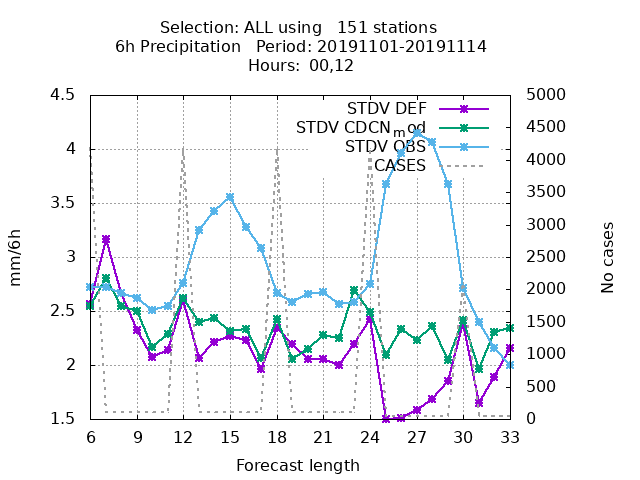 Selection: ALL using 151 stations
6h Precipitation Period: 20191101-20191114
Hours: 00,12
STDV DEF
STDV CDCN_mod
STDV OBS
CASES
4.5
4
3.5
3
2.5
2
1.5
mm/6h
5000
4500
4000
3500
3000
2500
2000
1500
1000
500
0
No cases
6 9 12 15 18 21 24 27 30 33
Forecast length